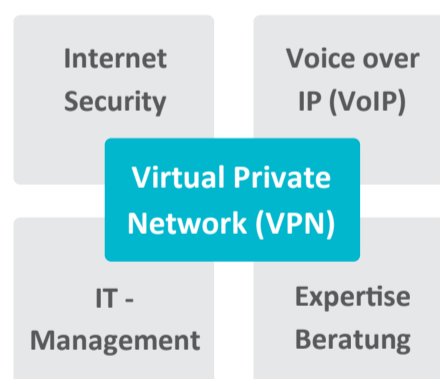 Internet
Security
Voice over
IP (VoIP)
Virtual Private
Network (VPN)
IT -
Management
Expertise
Beratung